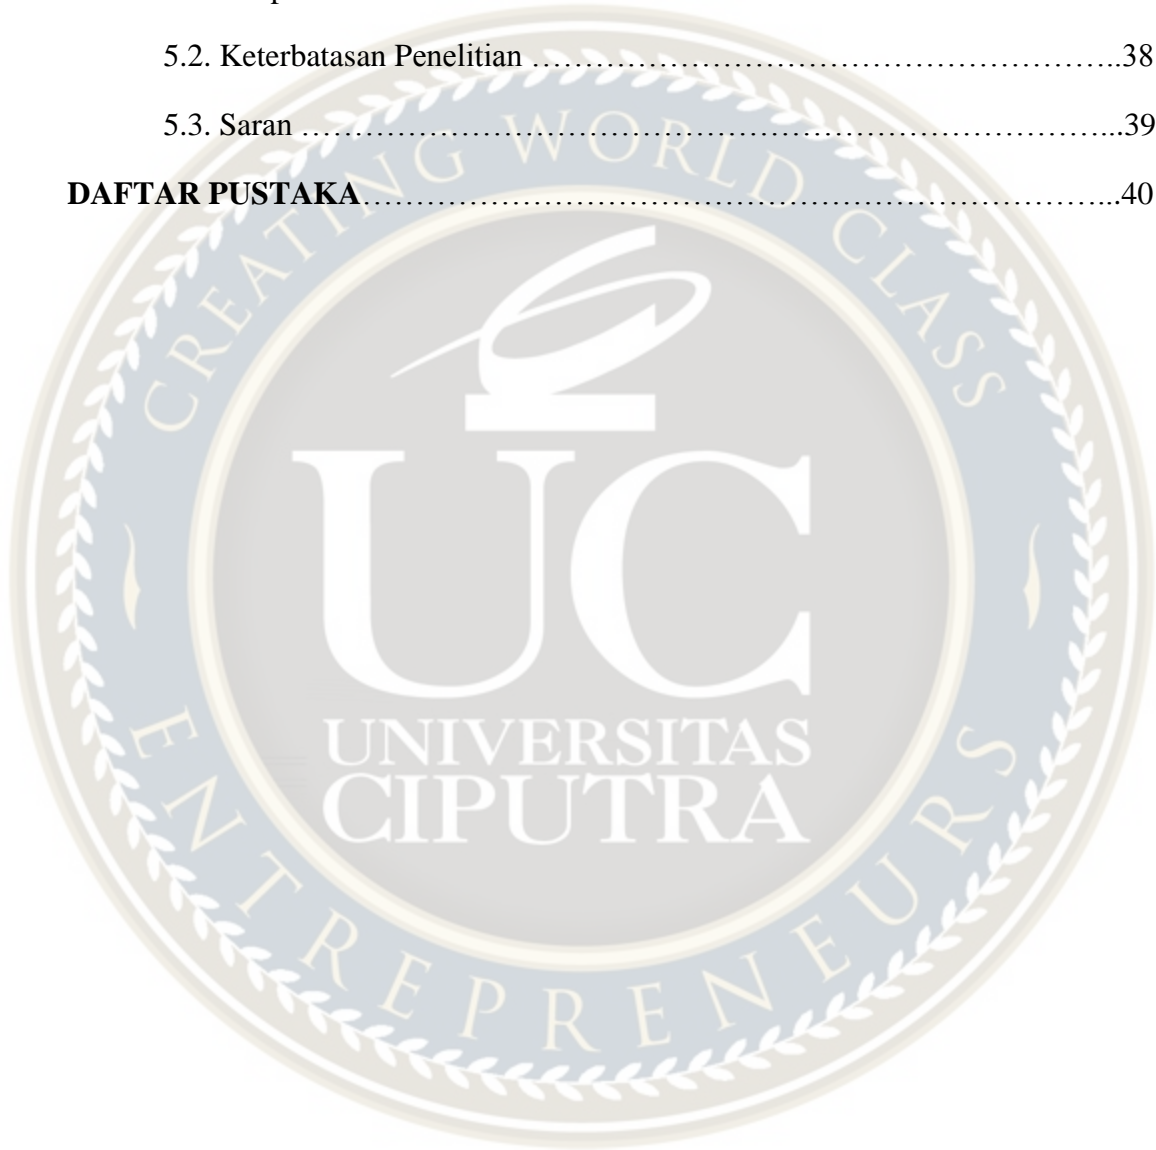 5.2. Keterbatasan Penelitian …………………………………………………..38
5.3. Saran ……………………………………………………………………...39
DAFTAR PUSTAKA………………………………………………………………...40
CREATING WORLD CLASS
UC
UNIVERSITAS
CIPUTRA
ENTREPRENEURS